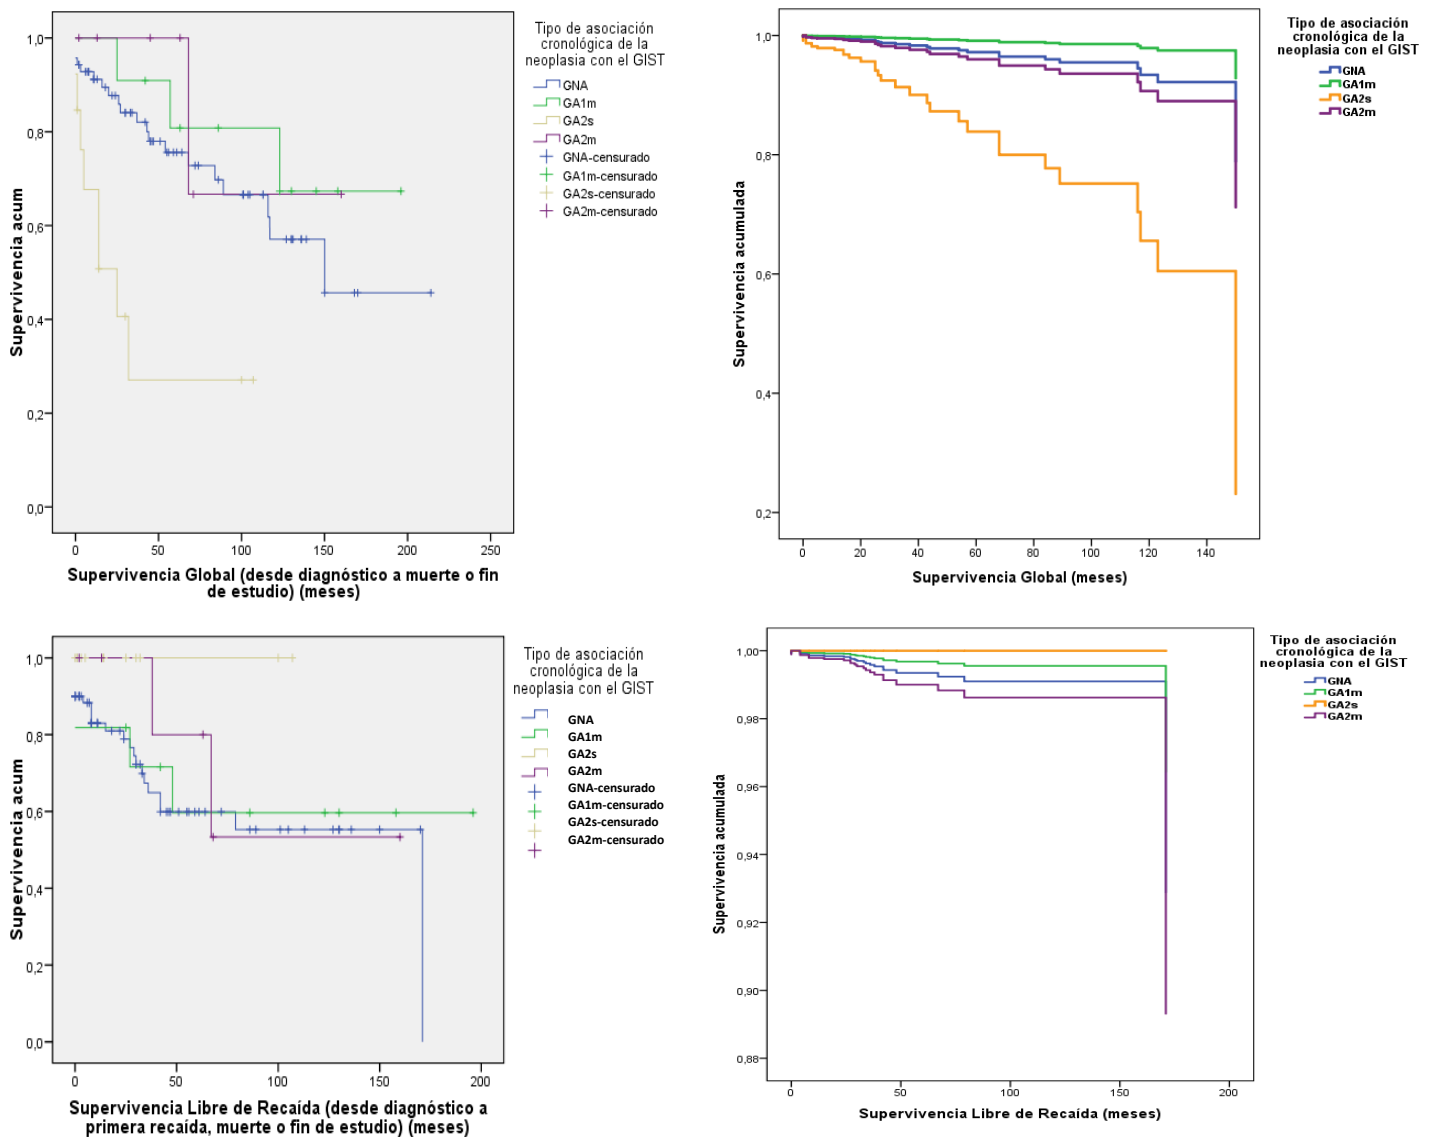 Tipo de asociación
cronológica de la
neoplasia con el GIST
GNA
GA1m
GA2s
GA2m
GNA-censurado
GA1m-censurado
GA2s-censurado
GA2m-censurado
1,0
0,8
0,6
0,4
0,2
0,0
Supervivencia acum
0
50
100
150
200
250
Supervivencia Global (desde diagnóstico a muerte o fin
de estudio) (meses)
Tipo de asociación
cronológica de la
neoplasia con el GIST
GNA
GA1m
GA2s
GA2m
1,0
0,8
0,6
0,4
0,2
Supervivencia acumulada
0
20
40
60
80
100
120
140
Supervivencia Global (meses)
Tipo de asociación
cronológica de la
neoplasia con el GIST
GNA
GA1m
GA2s
GA2m
GNA-censurado
GA1m-censurado
GA2s-censurado
GA2m-censurado
1,0
0,8
0,6
0,4
0,2
0,0
Supervivencia acum
0
50
100
150
200
Supervivencia Libre de Recaída (desde diagnóstico a
primera recaída, muerte o fin de estudio) (meses)
Tipo de asociación
cronológica de la
neoplasia con el GIST
GNA
GA1m
GA2s
GA2m
1,00
0,98
0,96
0,94
0,92
0,90
0,88
Supervivencia acumulada
0
50
100
150
200
Supervivencia Libre de Recaída (meses)